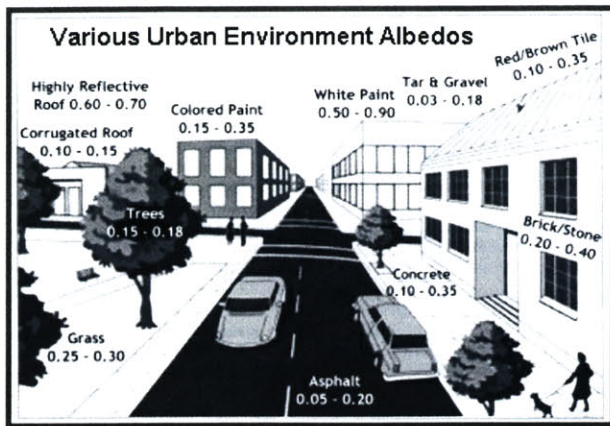 Various Urban Environment Albedos
Highly Reflective
Roof 0.60 - 0.70
Corrugated Roof
0.10 - 0.15
Colored Paint
0.15 - 0.35
White Paint
0.50 - 0.90
Tar & Gravel
0.03 - 0.18
Red/Brown Tile
0.10 - 0.35
Trees
0.15 - 0.18
Brick/Stone
0.20 - 0.40
Concrete
0.10 - 0.35
Grass
0.25 - 0.30
Asphalt
0.05 - 0.20